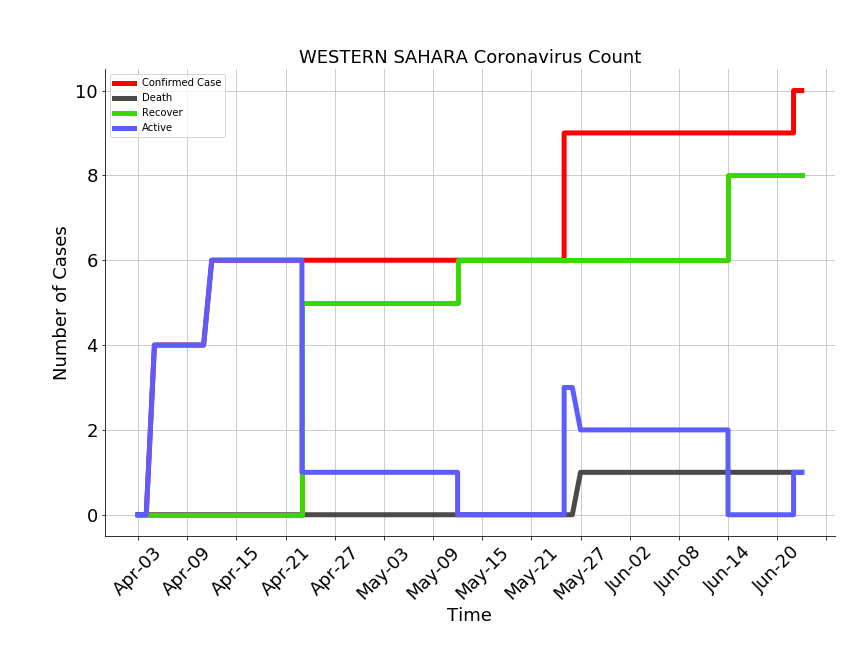 WESTERN SAHARA Coronavirus Count
Confirmed Case
Death
Recover
Active
Number of Cases
10
8
6
4
2
0
Apr-03
Apr-09
Apr-15
Apr-21
Apr-27
May-03
May-09
May-15
May-21
May-27
Jun-02
Jun-08
Jun-14
Jun-20
Time